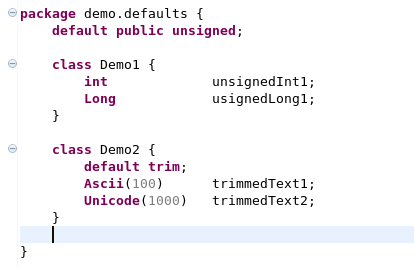 package demo.defaults {
    default public unsigned;

    class Demo1 {
        int             unsignedInt1;
        Long            usignedLong1;
    }

    class Demo2 {
        default trim;
        Ascii(100)      trimmedText1;
        Unicode(1000)   trimmedText2;
    }

}